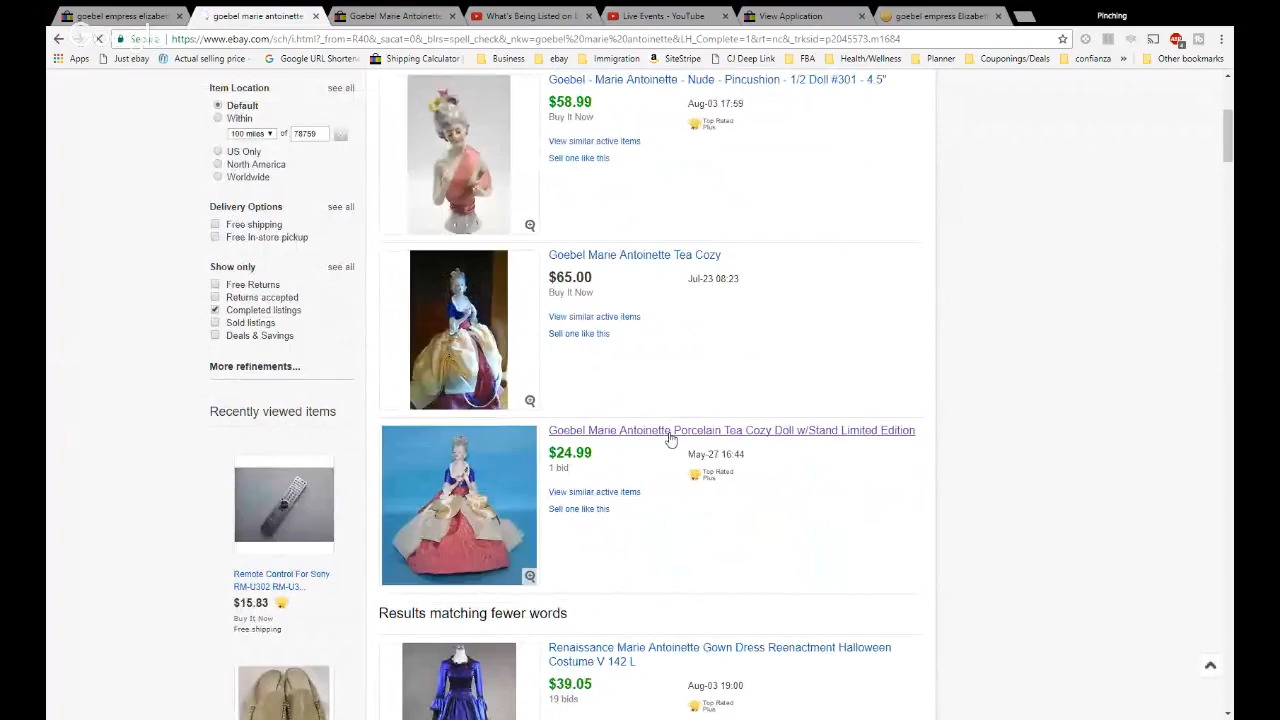 goebel empress elizabeth
goebel marie antoinette
Goebel Marie Antoinette
What's Being Listed on
Live Events - YouTube
View Application
goebel empress Elizabeth
Pinching
Secure
https://www.ebay.com/sch/i.html?_from=R40&_sacat=0&_blrs=spell_check&_nkw=goebel%20marie%20antoinette&LH_Complete=1&rt=nc&_trksid=p2045573.m1684
Apps
Just ebay
Actual selling price
Google URL Shorten
Shipping Calculator
Business
ebay
Immigration
SiteStripe
CJ Deep Link
FBA
Health/Wellness
Planner
Couponing/Deals
confianza
»
Other bookmarks
Item Location
see all
Default
Within
100 miles
of
78759
US Only
North America
Worldwide
Delivery Options
see all
Free shipping
Free In-store pickup
Show only
see all
Free Returns
Returns accepted
Completed listings
Sold listings
Deals & Savings
More refinements...
Recently viewed items
Remote Control For Sony
RM-U302 RM-U3...
$15.83
Buy It Now
Free shipping
Goebel - Marie Antoinette - Nude - Pincushion - 1/2 Doll #301 - 4.5"
$58.99
Aug-03 17:59
Buy It Now
Top Rated
Plus
View similar active items
Sell one like this
Goebel Marie Antoinette Tea Cozy
$65.00
Jul-23 08:23
Buy It Now
View similar active items
Sell one like this
Goebel Marie Antoinette Porcelain Tea Cozy Doll w/Stand Limited Edition
$24.99
May-27 16:44
1 bid
Top Rated
Plus
View similar active items
Sell one like this
Results matching fewer words
Renaissance Marie Antoinette Gown Dress Reenactment Halloween
Costume V 142 L
$39.05
Aug-03 19:00
19 bids
Top Rated
Plus